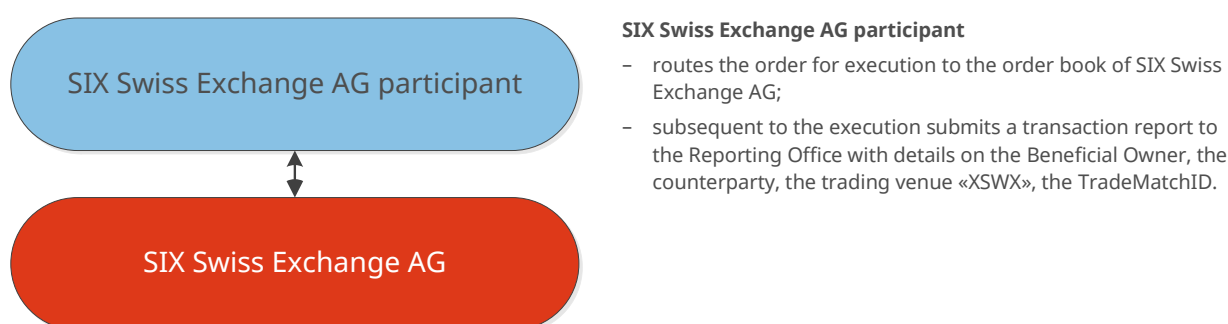 SIX Swiss Exchange AG participant
SIX Swiss Exchange AG
SIX Swiss Exchange AG participant
– routes the order for execution to the order book of SIX Swiss
Exchange AG;
– subsequent to the execution submits a transaction report to
the Reporting Office with details on the Beneficial Owner, the
counterparty, the trading venue «XSWX», the TradeMatchID.